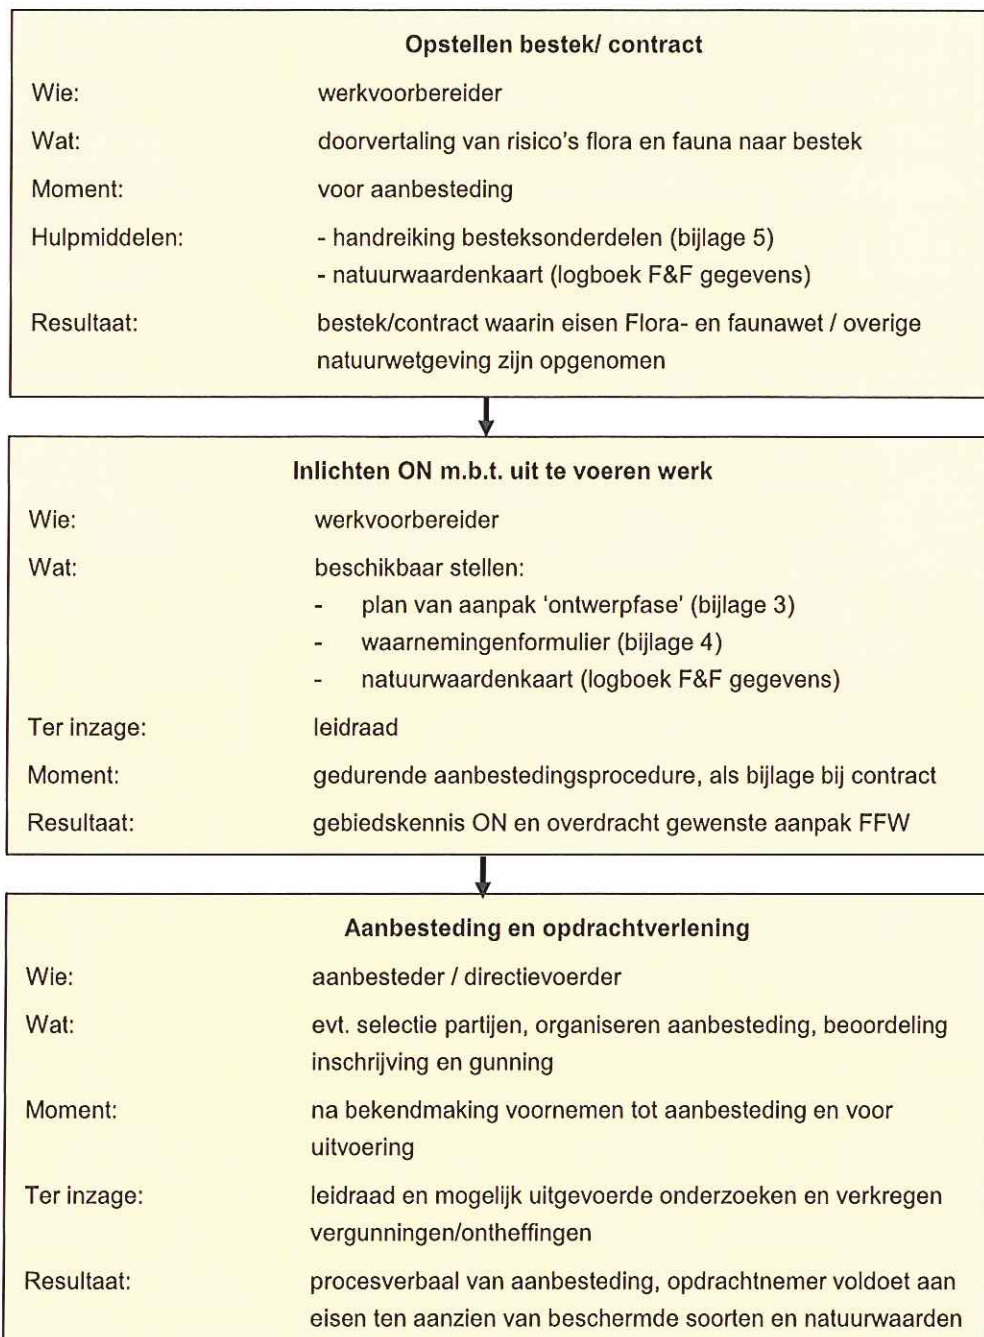 Opstellen bestek/ contract
Wie: werkvoorbereider
Wat: doorvertaling van risico's flora en fauna naar bestek
Moment: voor aanbesteding
Hulpmiddelen: - handreiking besteksonderdelen (bijlage 5)
- natuurwaardenkaart (logboek F&F gegevens)
Resultaat: bestek/contract waarin eisen Flora- en faunawet / overige
natuurwetgeving zijn opgenomen
Inlichten ON m.b.t. uit te voeren werk
Wie: werkvoorbereider
Wat: beschikbaar stellen:
- plan van aanpak 'ontwerpfase' (bijlage 3)
- waarnemingenformulier (bijlage 4)
- natuurwaardenkaart (logboek F&F gegevens)
Ter inzage: leidraad
Moment: gedurende aanbestedingsprocedure, als bijlage bij contract
Resultaat: gebiedskennis ON en overdracht gewenste aanpak FFW
Aanbesteding en opdrachtverlening
Wie: aanbesteder / directievoerder
Wat: evt. selectie partijen, organiseren aanbesteding, beoordeling
inschrijving en gunning
Moment: na bekendmaking voornemen tot aanbesteding en voor
uitvoering
Ter inzage: leidraad en mogelijk uitgevoerde onderzoeken en verkregen
vergunningen/ontheffingen
Resultaat: procesverbaal van aanbesteding, opdrachtnemer voldoet aan
eisen ten aanzien van beschermde soorten en natuurwaarden